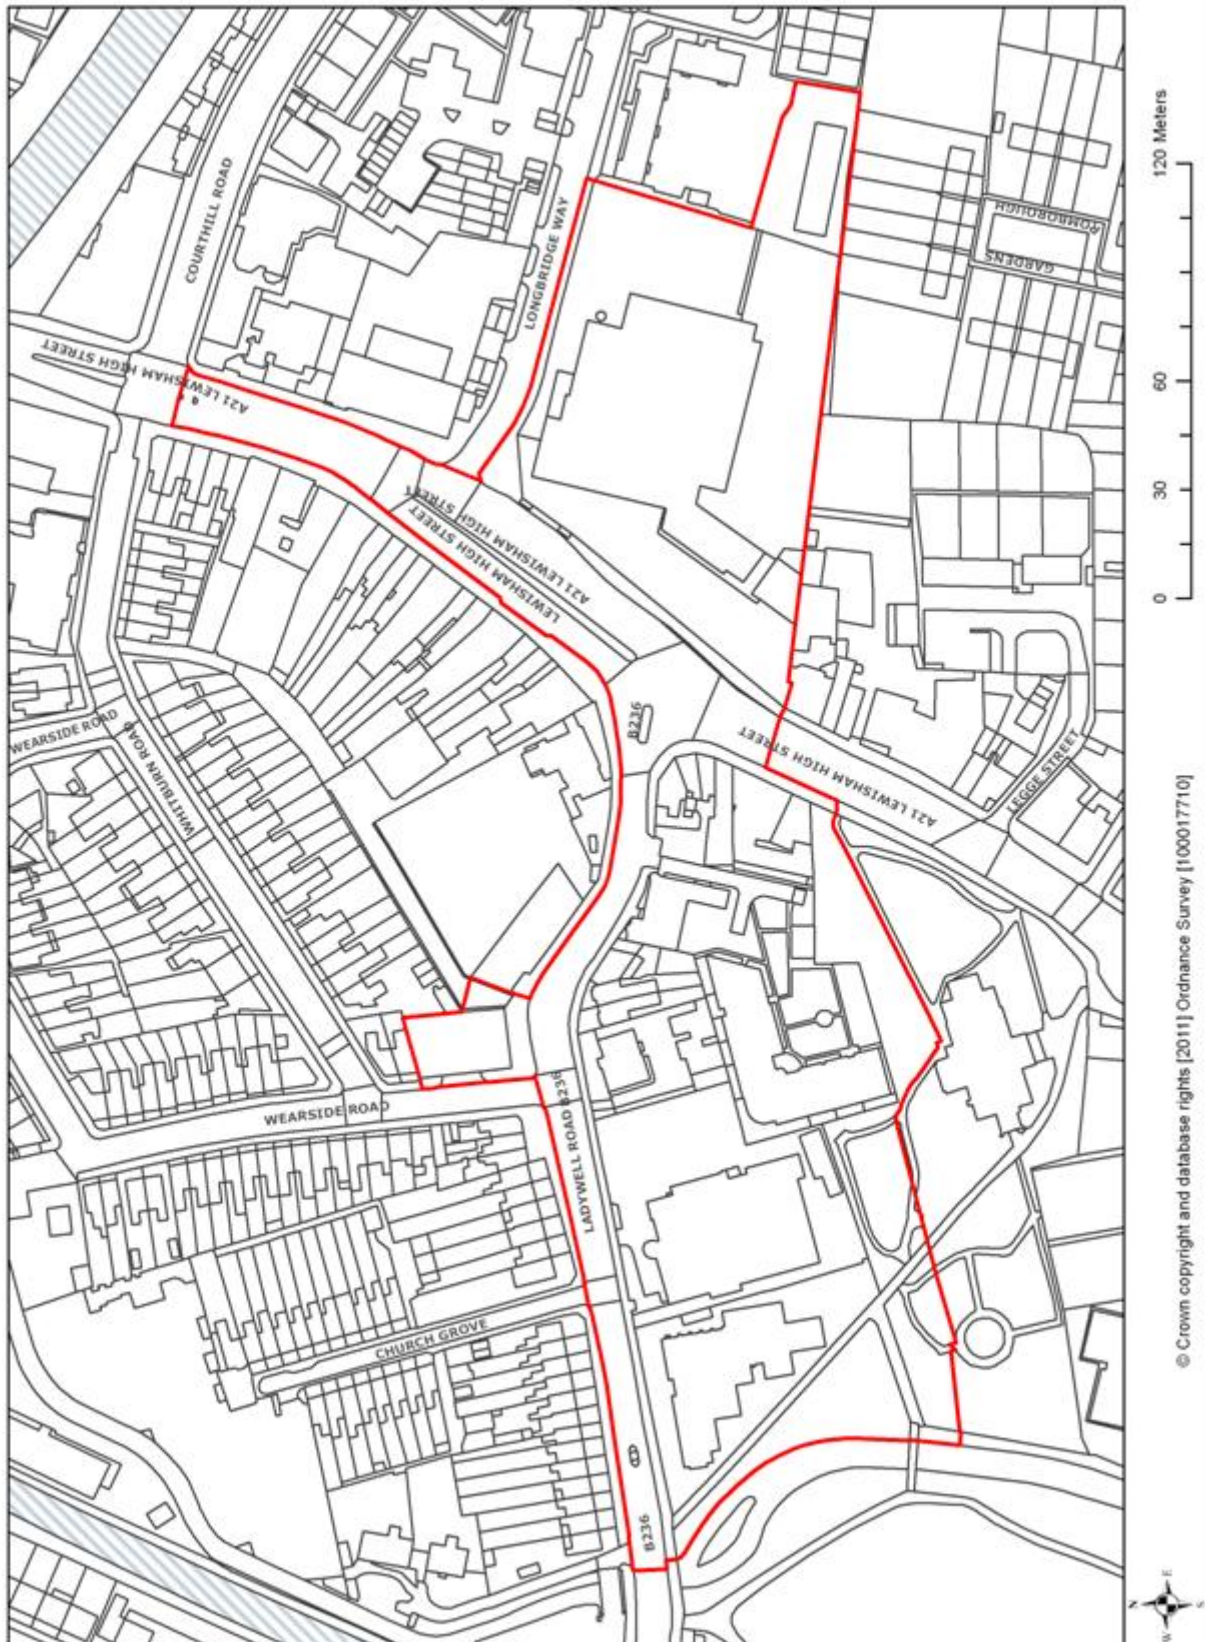 COURTHILL ROAD
A21 LEWISHAM HIGH STREET
LONGBRIDGE WAY
A21 LEWISHAM HIGH STREET
LEWISHAM HIGH STREET
POMBOROUGH
GARDENS
WEARSIDE ROAD
WHITBURN ROAD
B236
A21 LEWISHAM HIGH STREET
LEGGE STREET
WEARSIDE ROAD
LADYWELL ROAD B236
CHURCH GROVE
B236
0 30 60 120 Meters
© Crown copyright and database rights [2011] Ordnance Survey [100017710]
N
W E
S